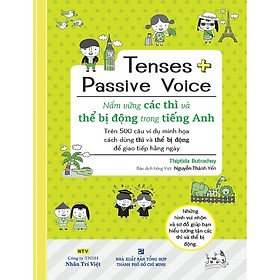 Tenses +
Passive Voice
Nắm vững các thì và
thể bị động trong tiếng Anh
Trên 500 câu ví dụ minh họa
cách dùng thì và thể bị động
để giao tiếp hằng ngày
Thiptida Butrachuy
Bản dịch tiếng Việt Nguyễn Thành Yến
Những
hình vui nhộn
và sơ đồ giúp bạn
hiểu tường tận các
thì và thể bị
động.
NTV
Công ty TNHH
Nhân Trí Việt
NHÀ XUẤT BẢN TỔNG HỢP
THÀNH PHỐ HỒ CHÍ MINH